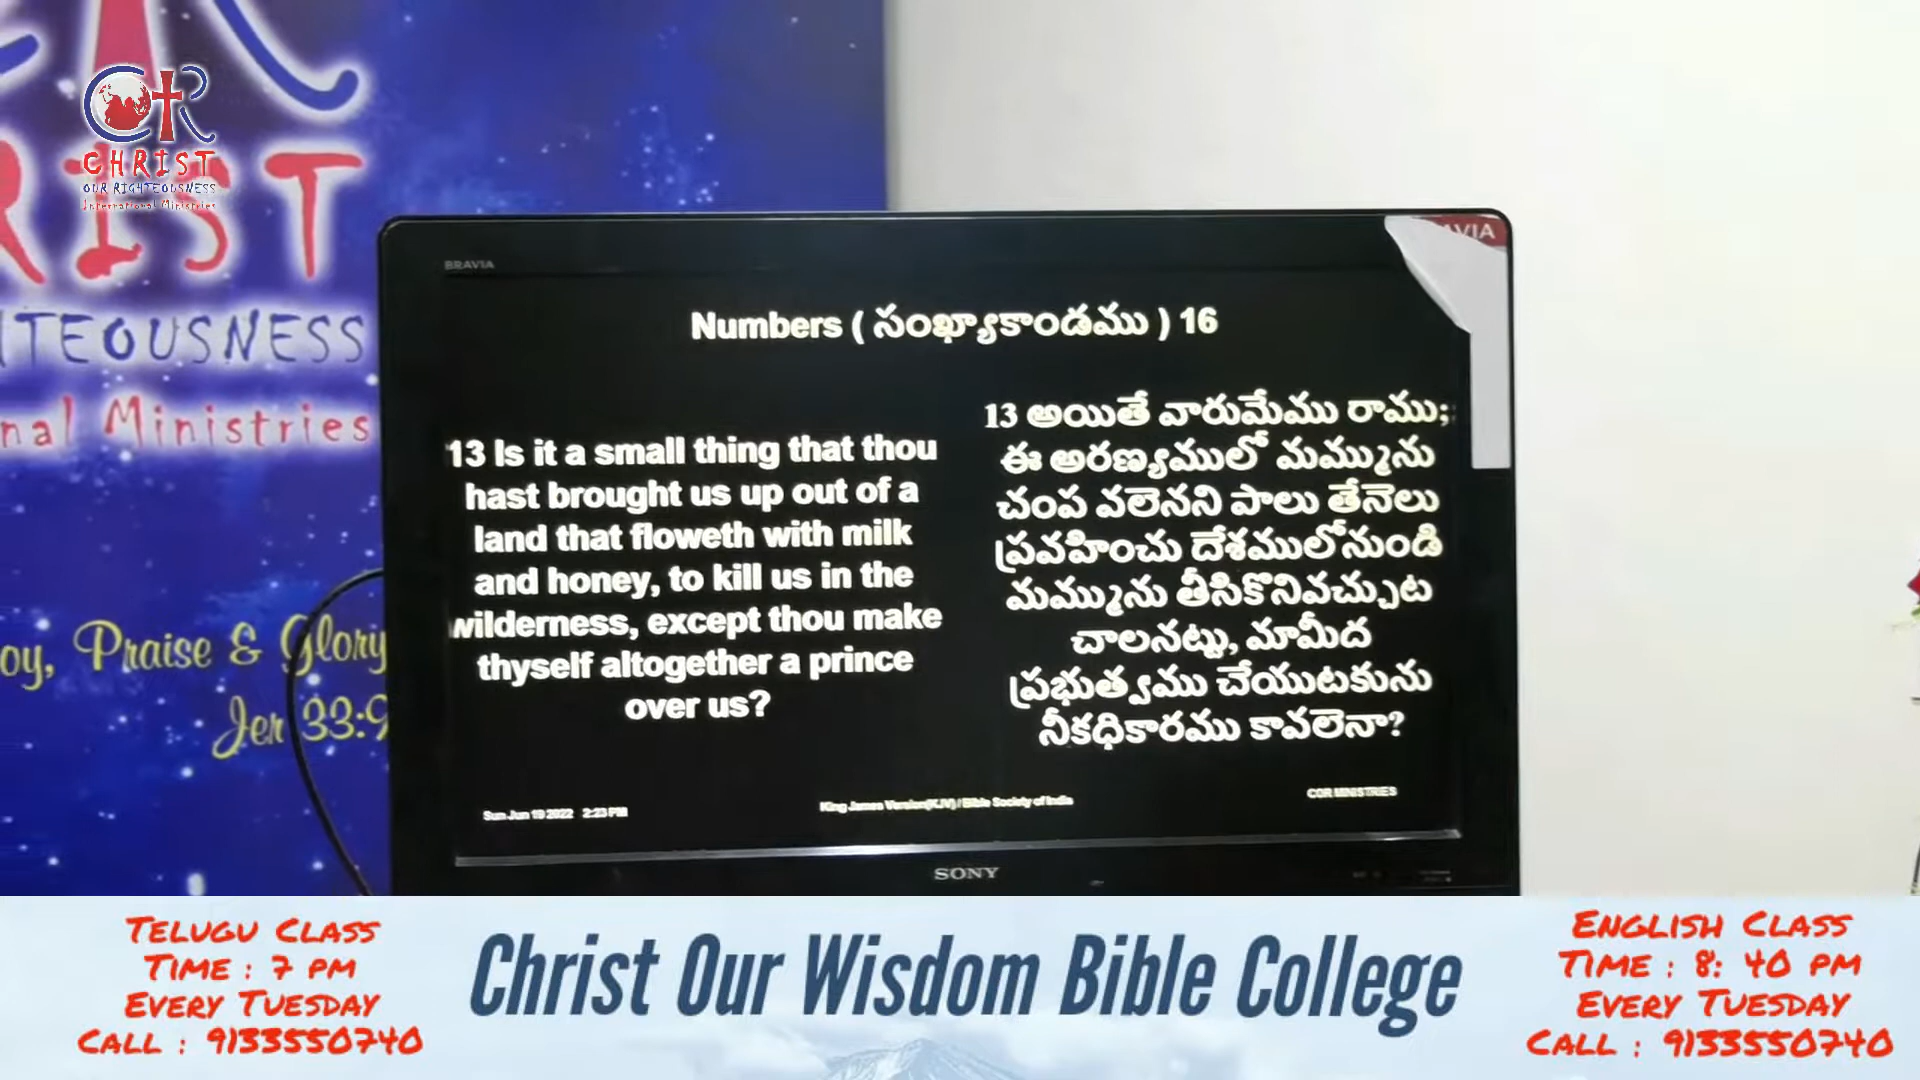 CHRIST
OUR RIGHTEOUSNESS
International Ministries
RIST
HTEOUSNESS
nal Ministries
oy, Praise & Glory
Jer 33:9
BRAVIA
AVIA
Numbers ( సంఖ్యాకాండము ) 16
13 Is it a small thing that thou
hast brought us up out of a
land that floweth with milk
and honey, to kill us in the
wilderness, except thou make
thyself altogether a prince
over us?
13 అయితే వారుమేము రాము;
ఈ అరణ్యములో మమ్మును
చంప వలెనని పాలు తేనెలు
ప్రవహించు దేశములోనుండి
మమ్మును తీసికొనివచ్చుట
చాలనట్టు, మామీద
ప్రభుత్వము చేయుటకును
నీకధికారము కావలెనా?
Sun Jun 19 2022 2:23 PM
King James Version(KJV) / Bible Society of India
COR MINISTRIES
SONY
TELUGU CLASS
TIME : 7 PM
EVERY TUESDAY
CALL : 9133550740
Christ Our Wisdom Bible College
ENGLISH CLASS
TIME : 8: 40 PM
EVERY TUESDAY
CALL : 9133550740